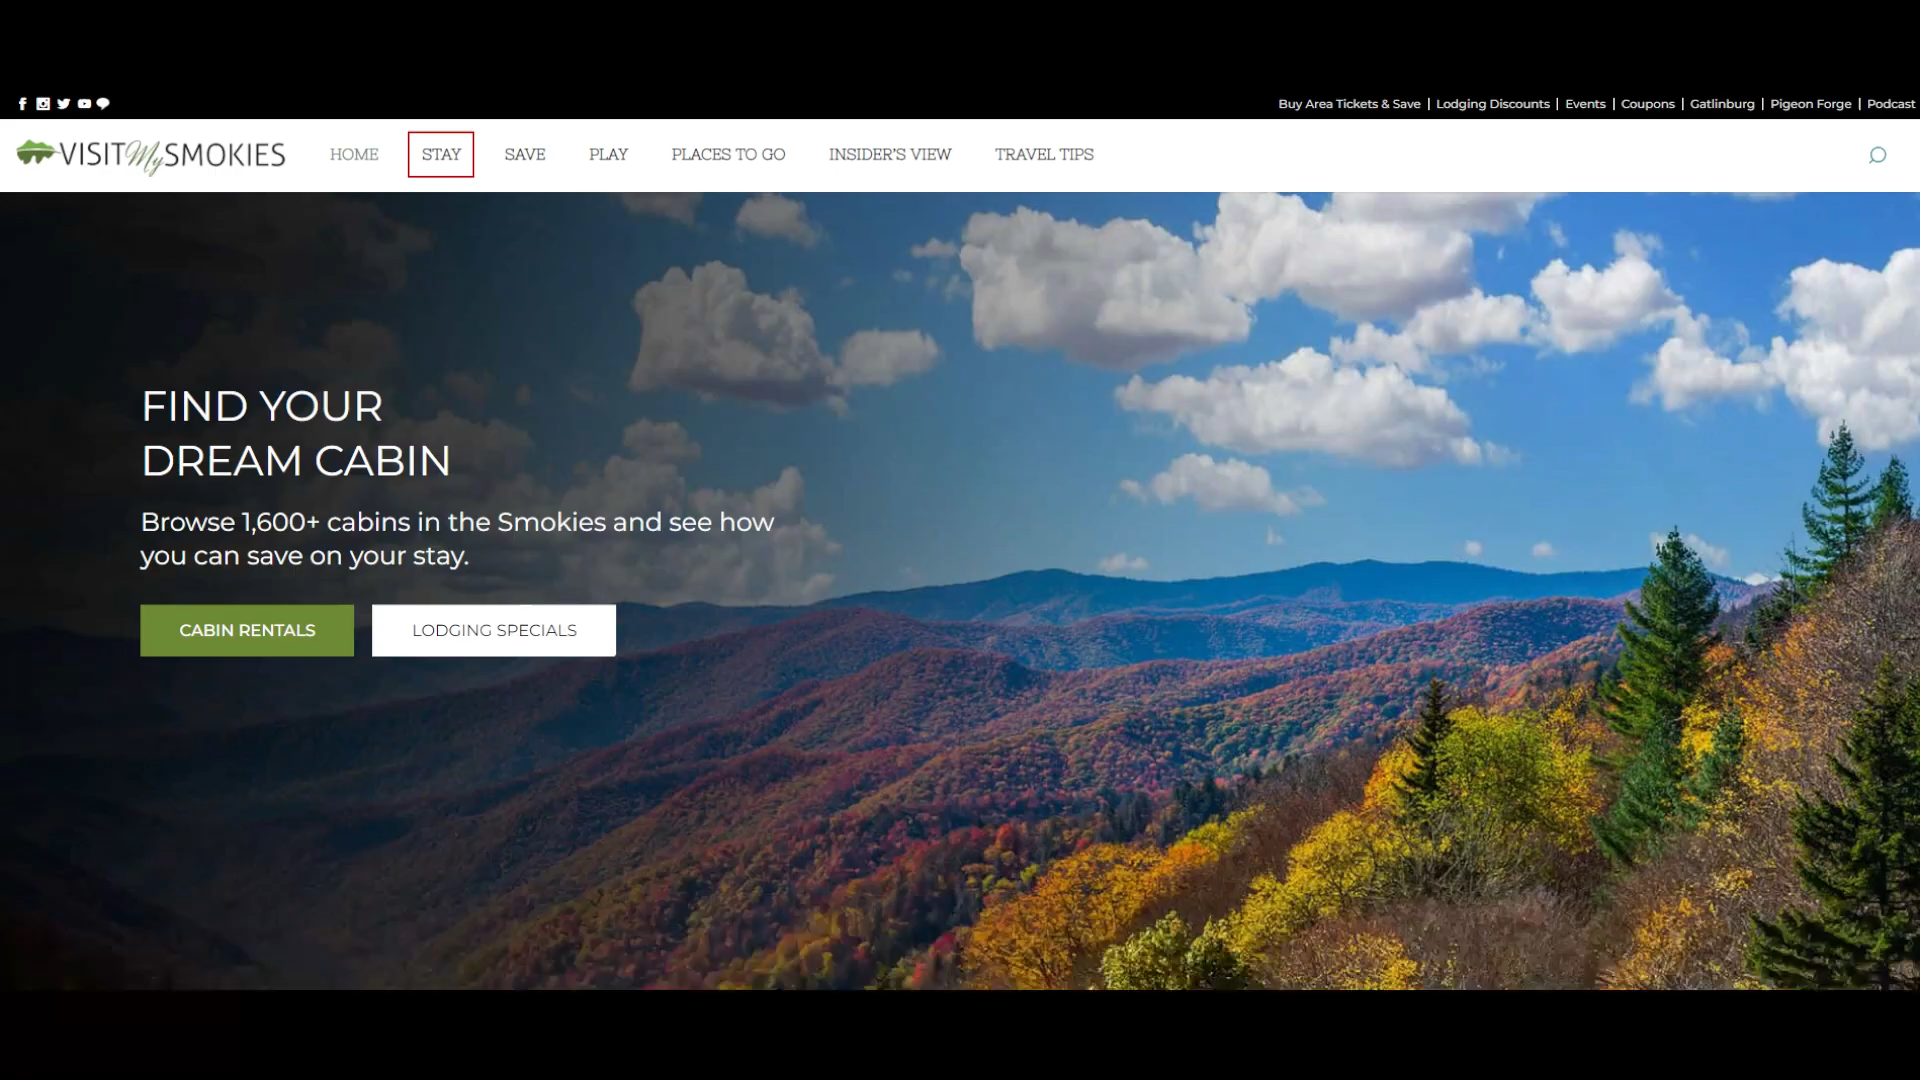 Buy Area Tickets & Save | Lodging Discounts | Events | Coupons | Gatlinburg | Pigeon Forge | Podcast
VISIT My SMOKIES
HOME STAY SAVE PLAY PLACES TO GO INSIDER'S VIEW TRAVEL TIPS
FIND YOUR
DREAM CABIN
Browse 1,600+ cabins in the Smokies and see how
you can save on your stay.
CABIN RENTALS LODGING SPECIALS